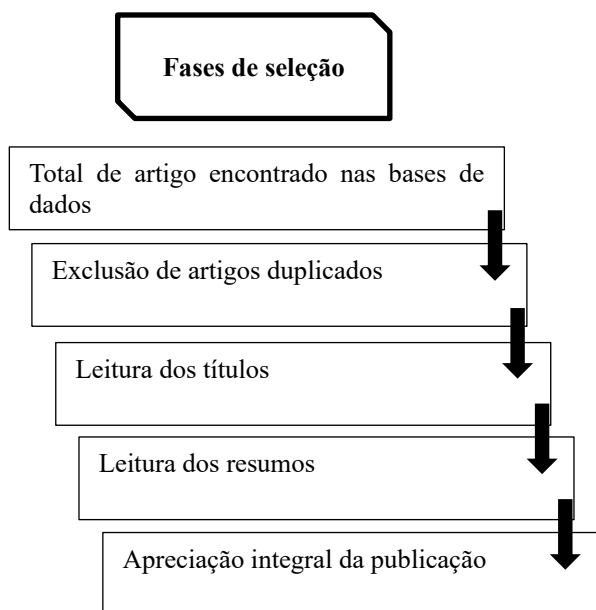 Fases de seleção
Total de artigo encontrado nas bases de
dados
Exclusão de artigos duplicados
Leitura dos títulos
Leitura dos resumos
Apreciação integral da publicação